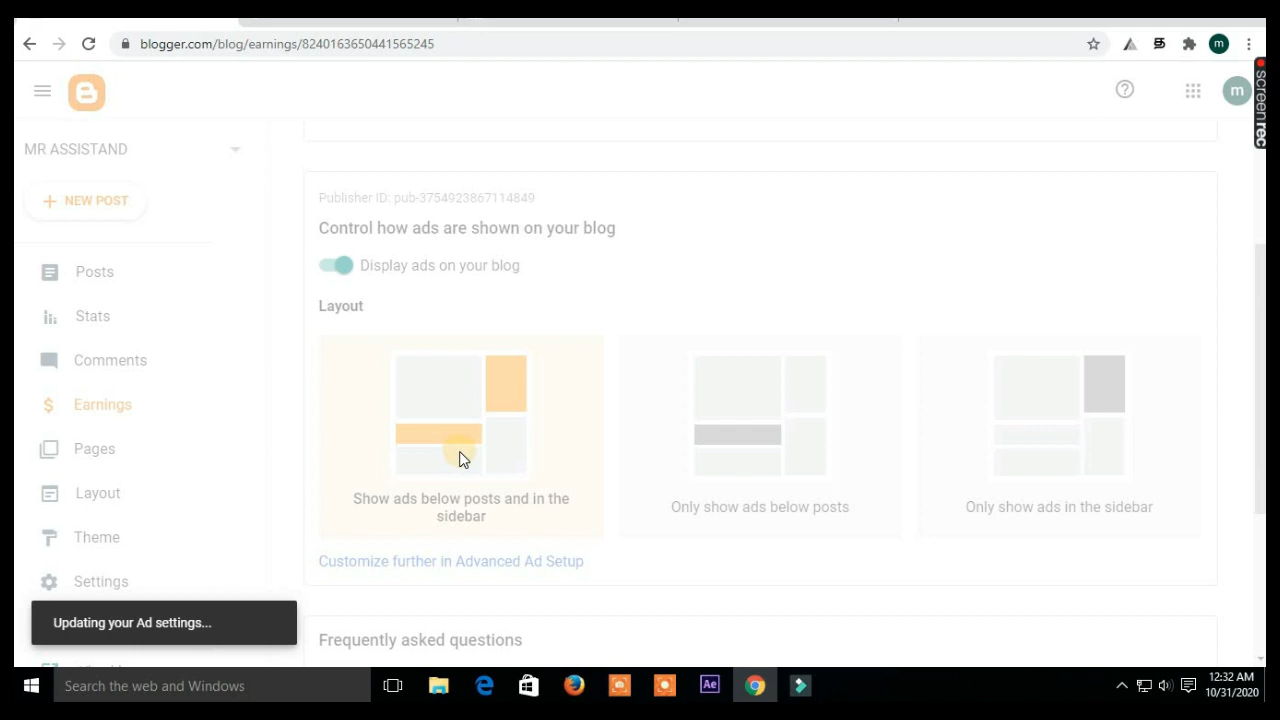 blogger.com/blog/earnings/8240163650441565245
m
m
screenrec
MR ASSISTAND
NEW POST
Posts
Stats
Comments
Earnings
Pages
Layout
Theme
Settings
Publisher ID: pub-3754923867114849
Control how ads are shown on your blog
Display ads on your blog
Layout
Show ads below posts and in the
sidebar
Only show ads below posts
Only show ads in the sidebar
Customize further in Advanced Ad Setup
Frequently asked questions
Updating your Ad settings...
Search the web and Windows
Ae
12:32 AM
10/31/2020